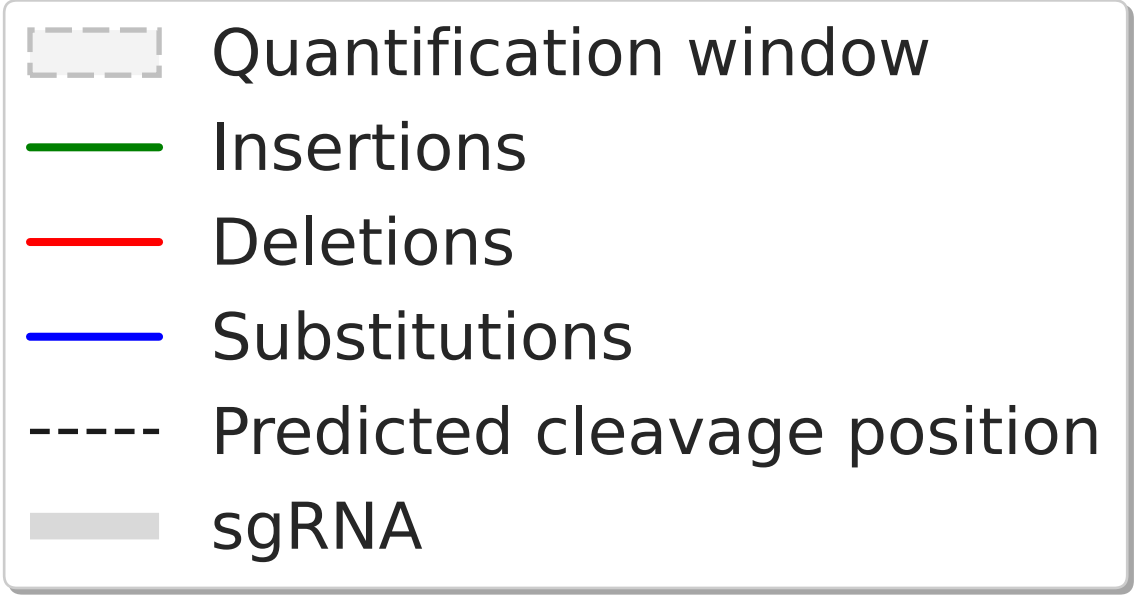 Quantification window
Insertions
Deletions
Substitutions
Predicted cleavage position
sgRNA